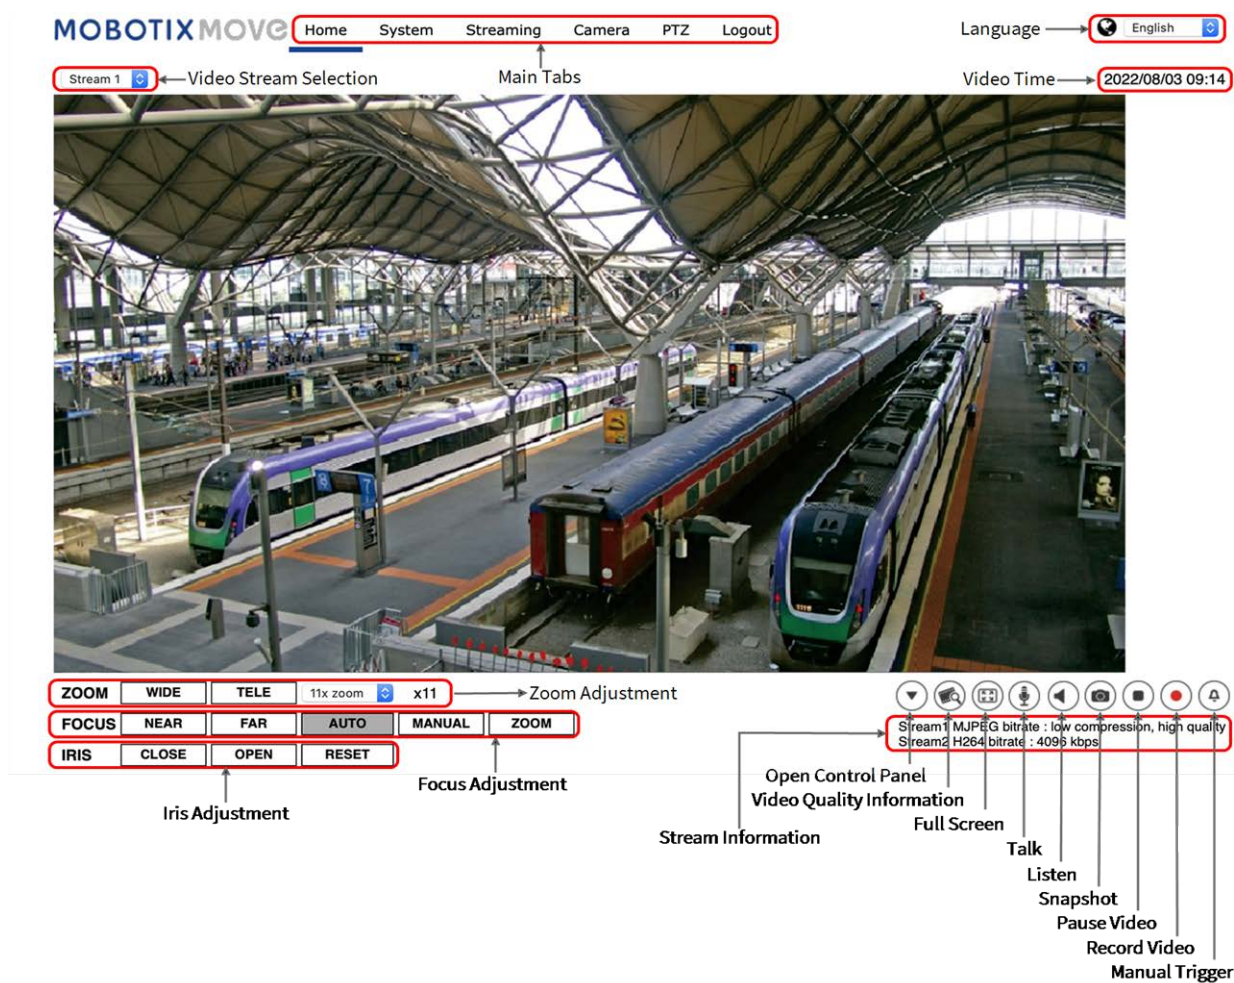 MOBOTIX MOVE Home System Streaming Camera PTZ Logout Language English
Stream 1 Video Stream Selection Main Tabs Video Time 2022/08/03 09:14
7
1116
ZOOM WIDE TELE 11x zoom x11 Zoom Adjustment
FOCUS NEAR FAR AUTO MANUAL ZOOM
Stream1 MJPEG bitrate : low compression, high quality
Stream2 H264 bitrate : 4096 kbps
IRIS CLOSE OPEN RESET
Focus Adjustment
Iris Adjustment
Open Control Panel
Video Quality Information
Full Screen
Stream Information
Talk
Listen
Snapshot
Pause Video
Record Video
Manual Trigger